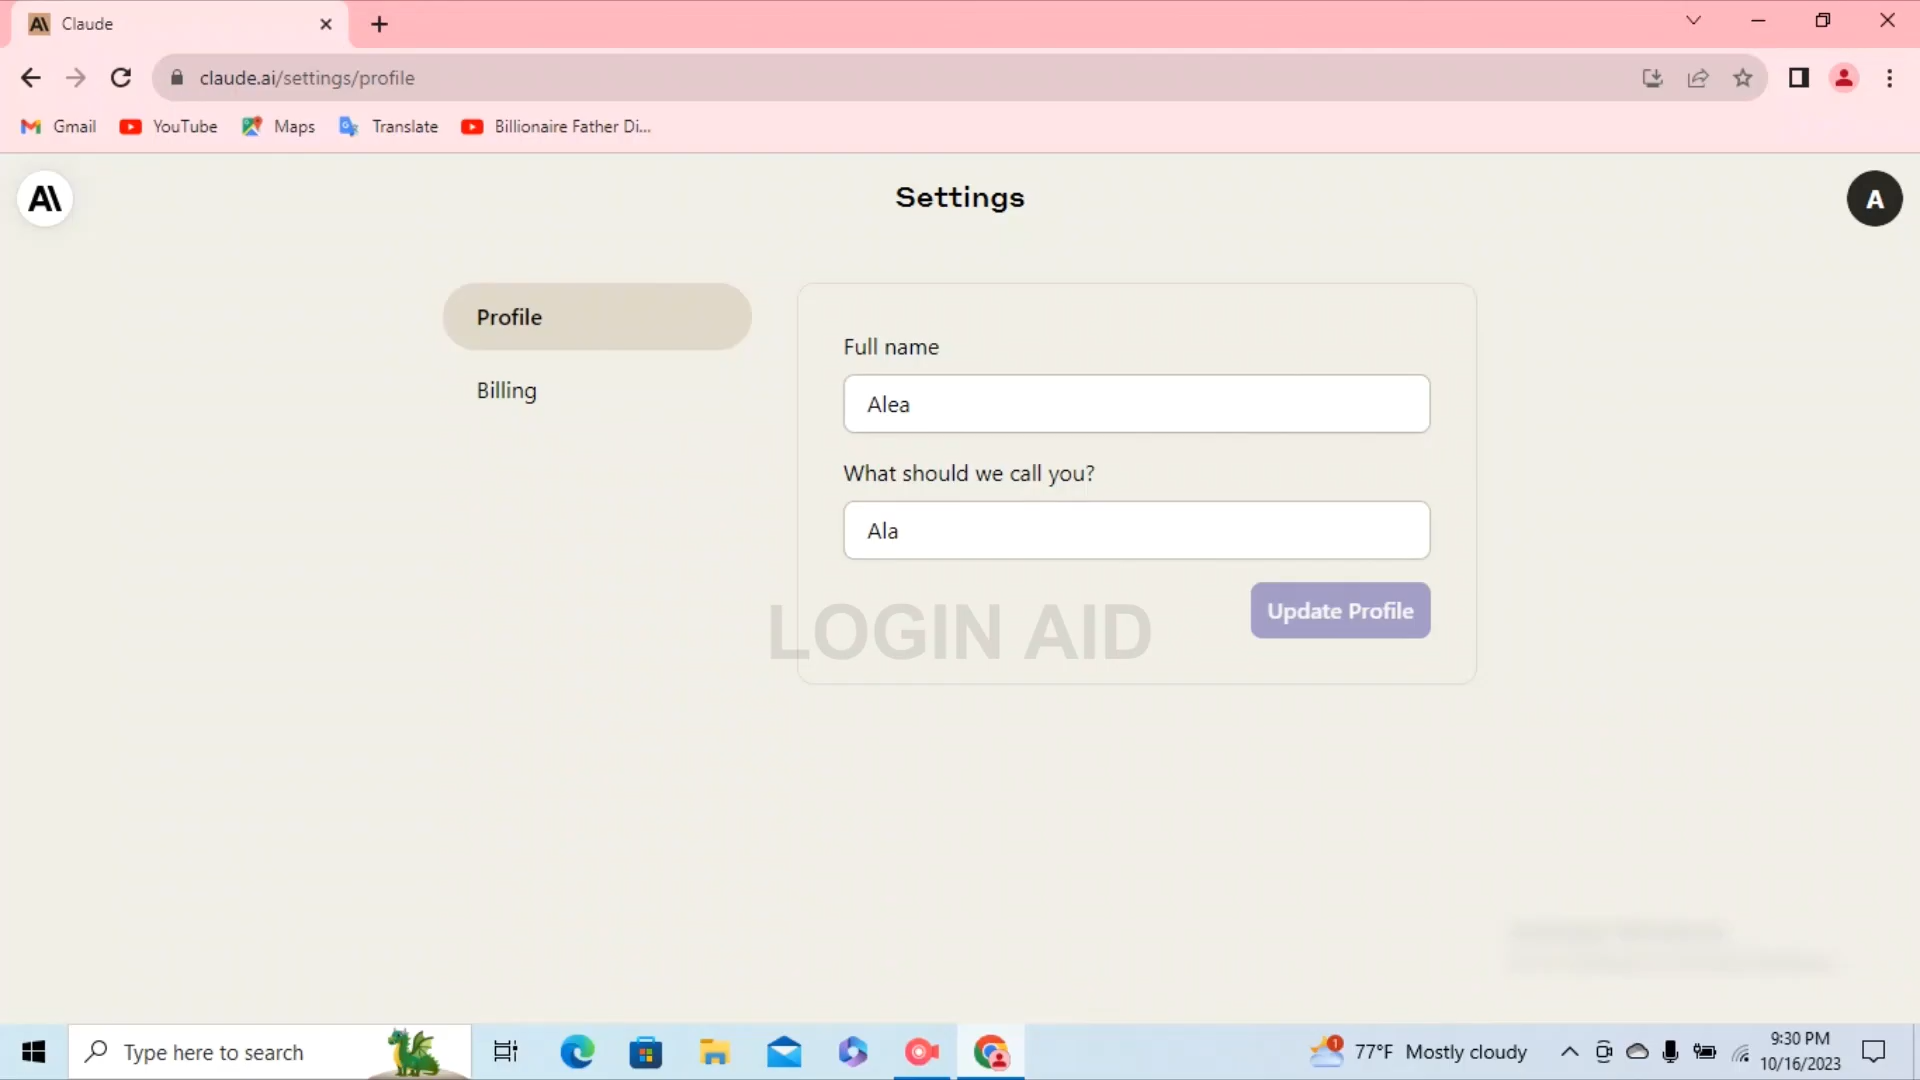 Claude
claude.ai/settings/profile
Gmail YouTube Maps Translate Billionaire Father Di...
A\
Settings
A
Profile
Billing
Full name
Alea
What should we call you?
Ala
Update Profile
LOGIN AID
Type here to search
1
77°F Mostly cloudy
9:30 PM
10/16/2023